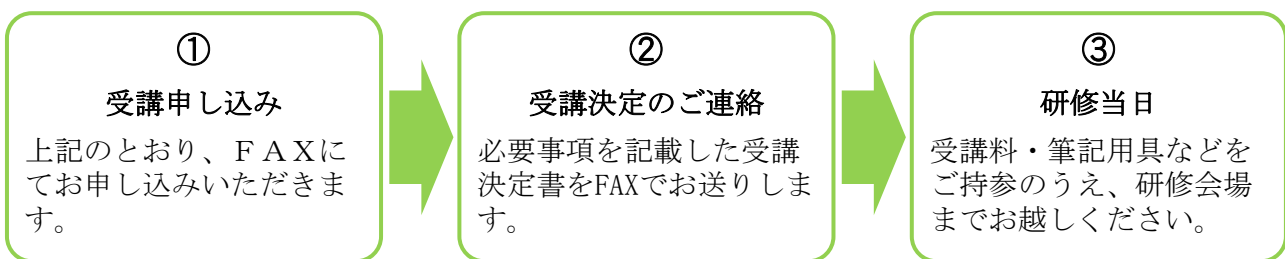 ①
受講申し込み
上記のとおり、ＦＡＸに
てお申し込みいただきま
す。
②
受講決定のご連絡
必要事項を記載した受講
決定書をFAXでお送りしま
す。
③
研修当日
受講料・筆記用具などを
ご持参のうえ、研修会場
までお越しください。